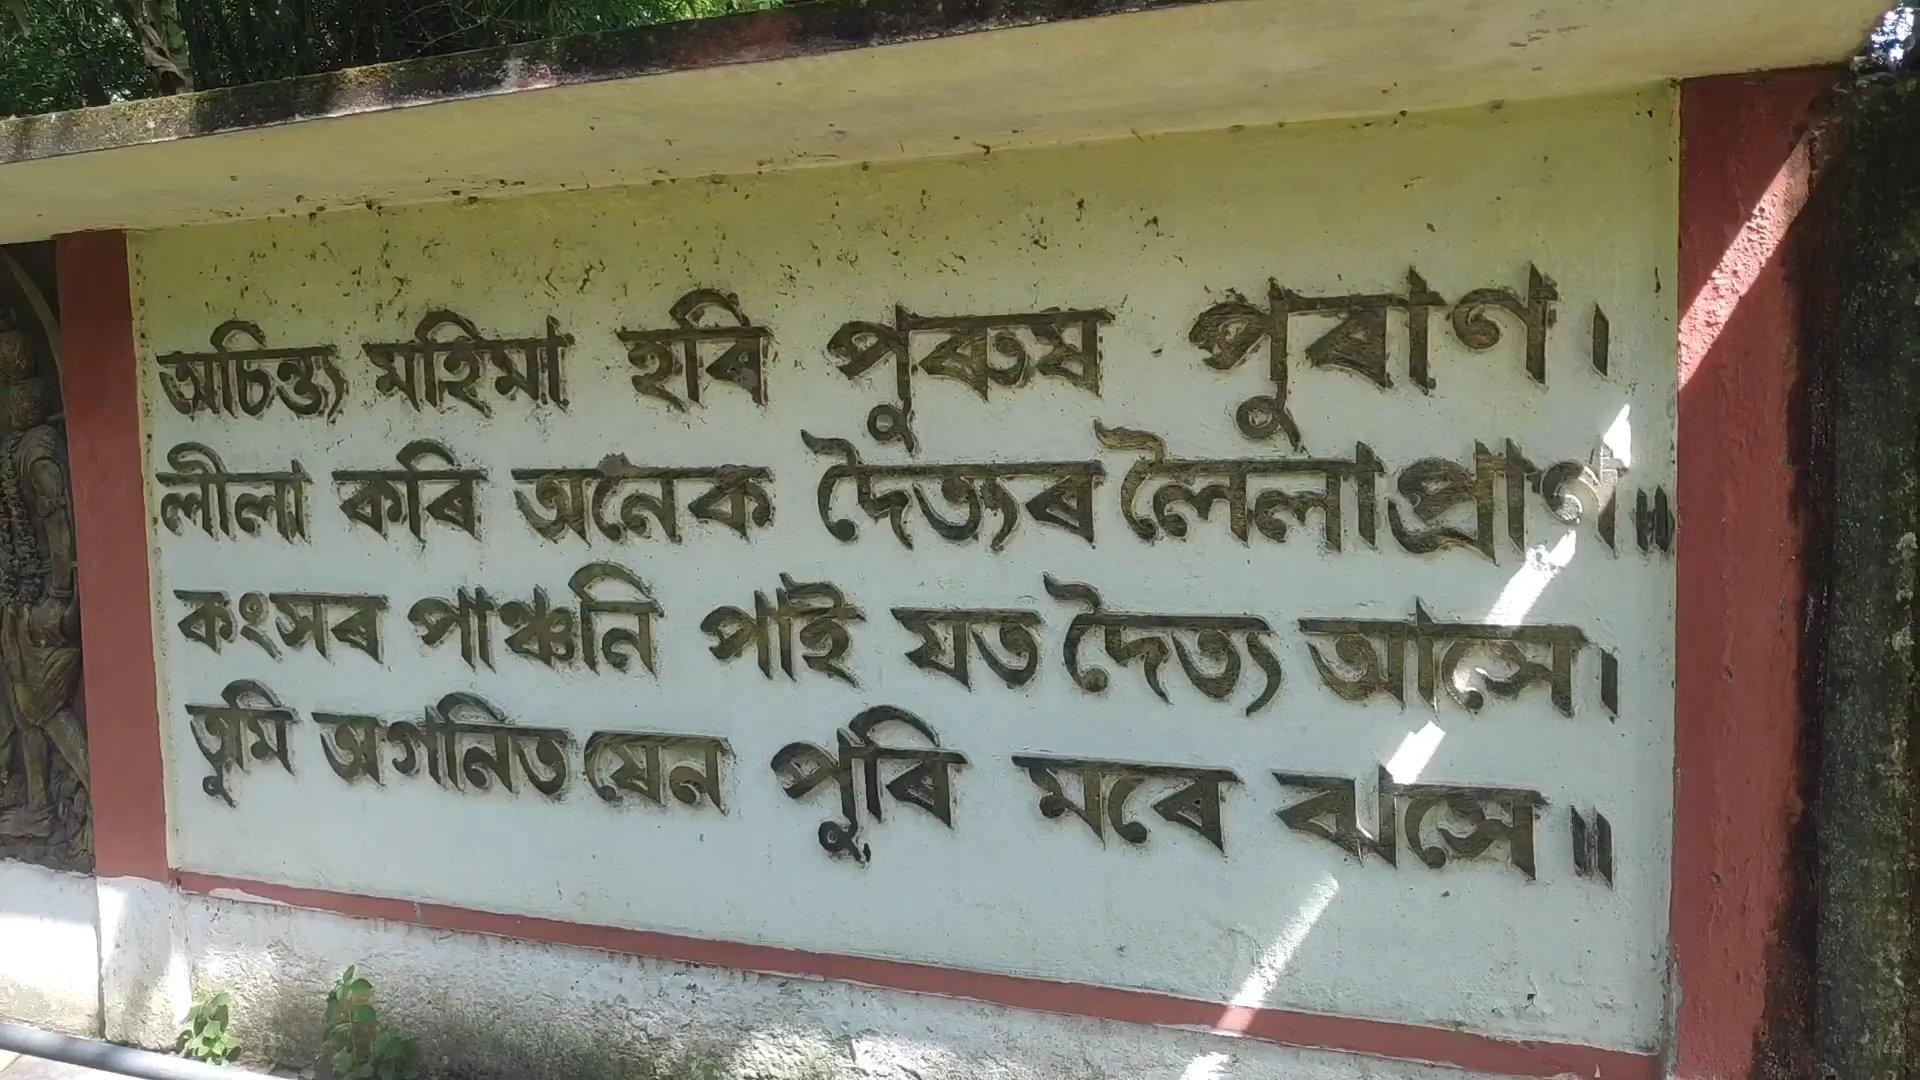 অচিন্ত্য মহিমা হৰি পুৰুষ পুৰাণ।
লীলা কৰি অনেক দৈত্যৰ লৈলা প্ৰাণ॥
কংসৰ পাঞ্চনি পাই যত দৈত্য আসে।
তুমি অগনিত যেন পুৰি মৰে ঝাসে॥